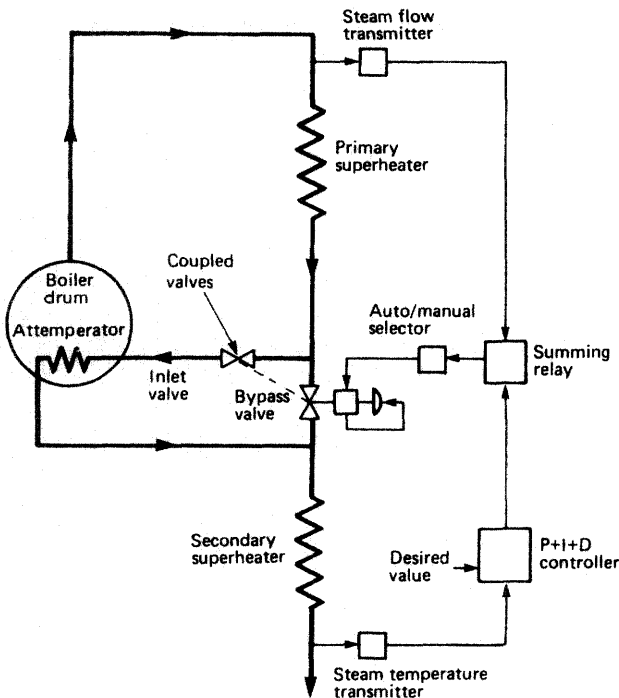 Steam flow
transmitter
Primary
superheater
Coupled
valves
Boiler
drum
Attemperator
Auto/manual
selector
Summing
relay
Inlet
valve
Bypass
valve
Secondary
superheater
Desired
value
P+I+D
controller
Steam temperature
transmitter